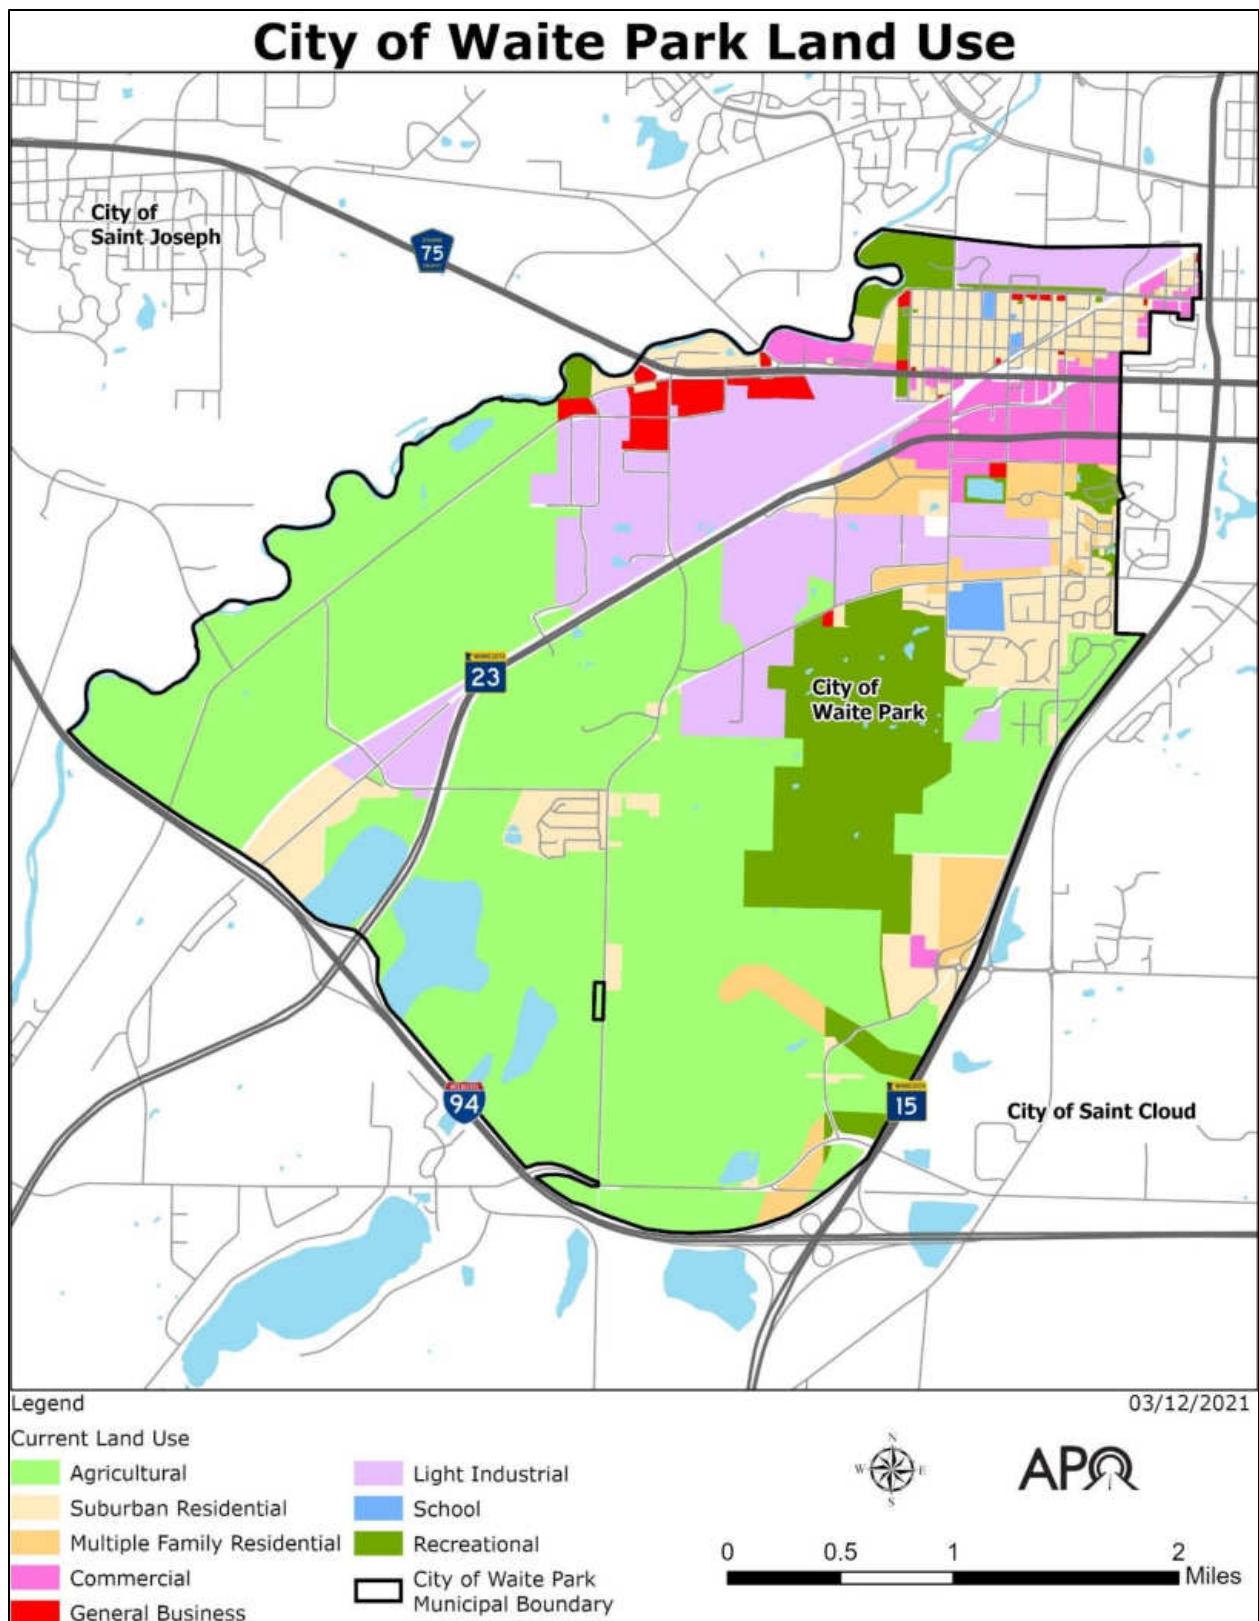 City of Waite Park Land Use
City of
Saint Joseph
75
23
City of
Waite Park
94
15
City of Saint Cloud
Legend
03/12/2021
Current Land Use
Agricultural
Suburban Residential
Multiple Family Residential
Commercial
General Business
Light Industrial
School
Recreational
City of Waite Park
Municipal Boundary
N
W E
S
APO
0 0.5 1 2
Miles